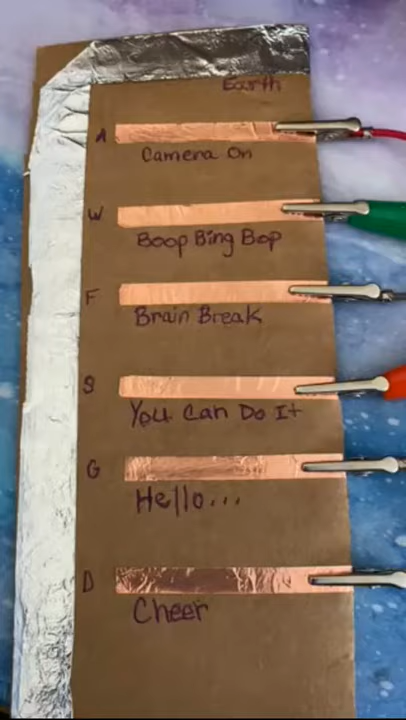 Earth
A
Camera On
W
Boop Bing Bop
F
Brain Break
S
You Can Do It
G
Hello...
D
Cheer